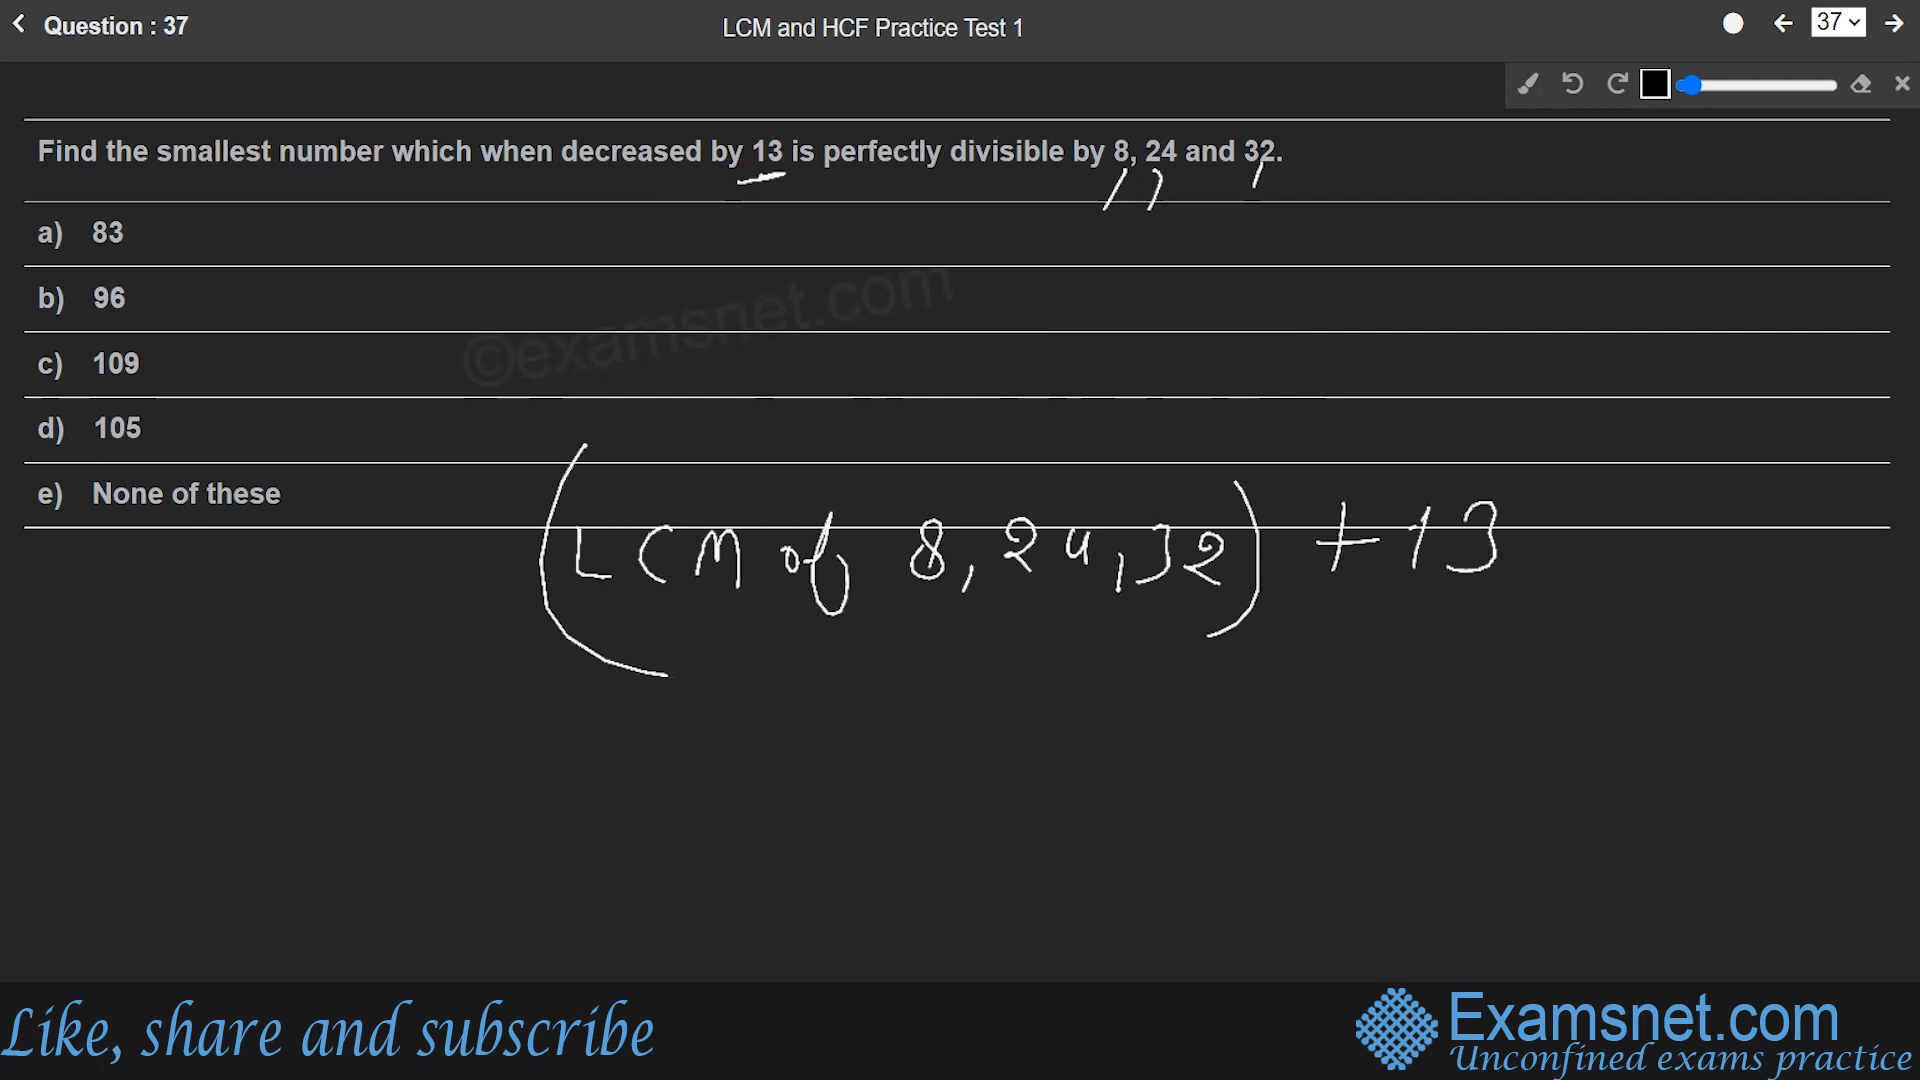 Question : 37
LCM and HCF Practice Test 1
37
Find the smallest number which when decreased by 13 is perfectly divisible by 8, 24 and 32.
a) 83
b) 96
c) 109
d) 105
e) None of these
©examsnet.com
(LCM of 8, 24, 32) + 13
Like, share and subscribe
Examsnet.com
Unconfined exams practice